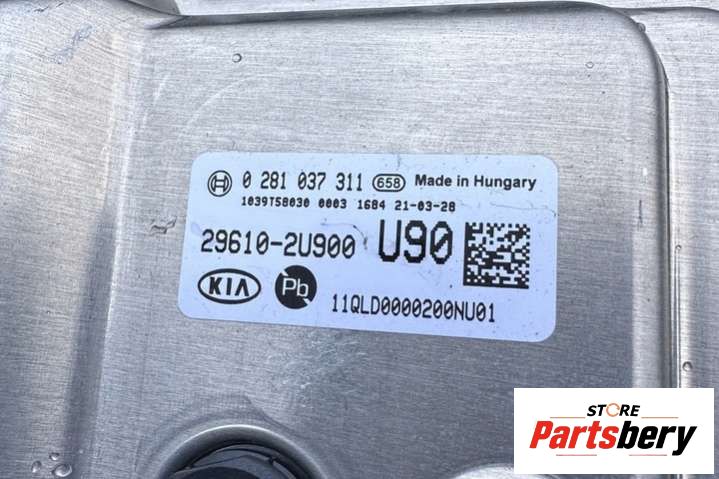 BOSCH 0 281 037 311 658 Made in Hungary
1039T58030 0003 1684 21-03-28
29610-2U900 U90
KIA Pb 11QLD0000200NU01
STORE
Partsbery